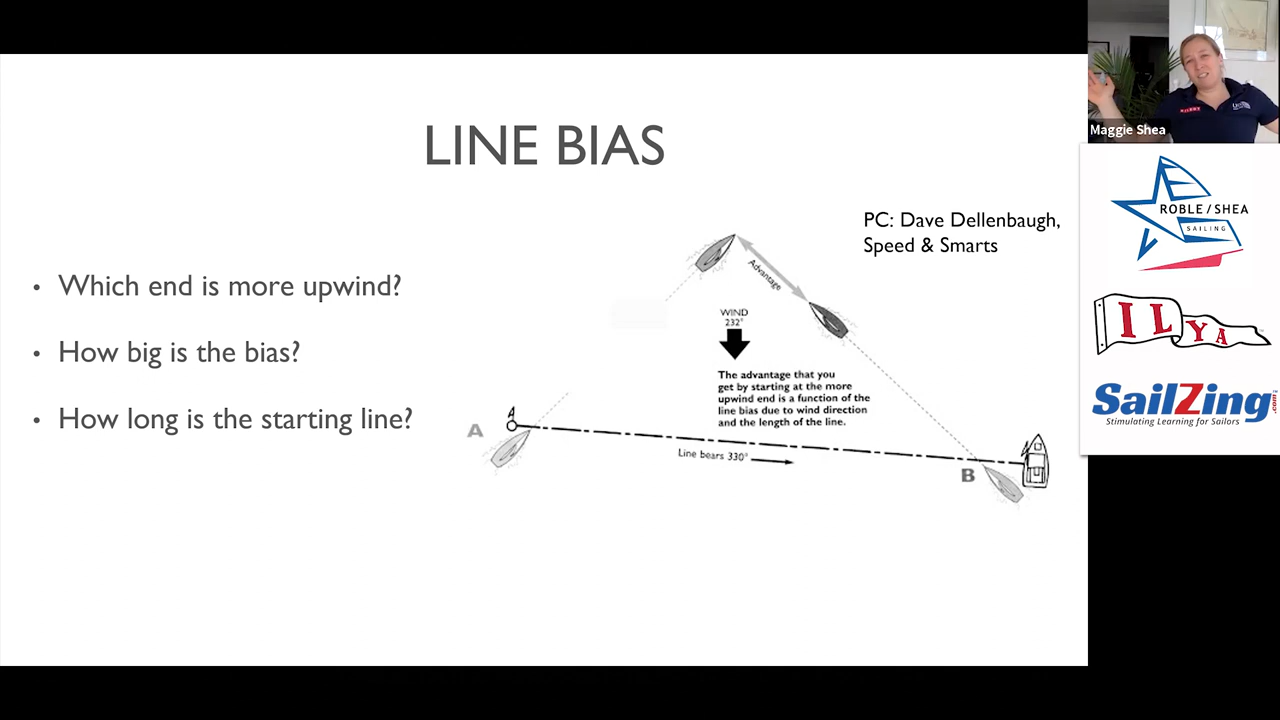 LINE BIAS
Maggie Shea
ROBLE / SHEA
SAILING
PC: Dave Dellenbaugh,
Speed & Smarts
• Which end is more upwind?
• How big is the bias?
• How long is the starting line?
Advantage
WIND
232°
The advantage that you
get by starting at the more
upwind end is a function of the
line bias due to wind direction
and the length of the line.
A
Line bears 330°
B
ILYA
SailZing.com
Stimulating Learning for Sailors